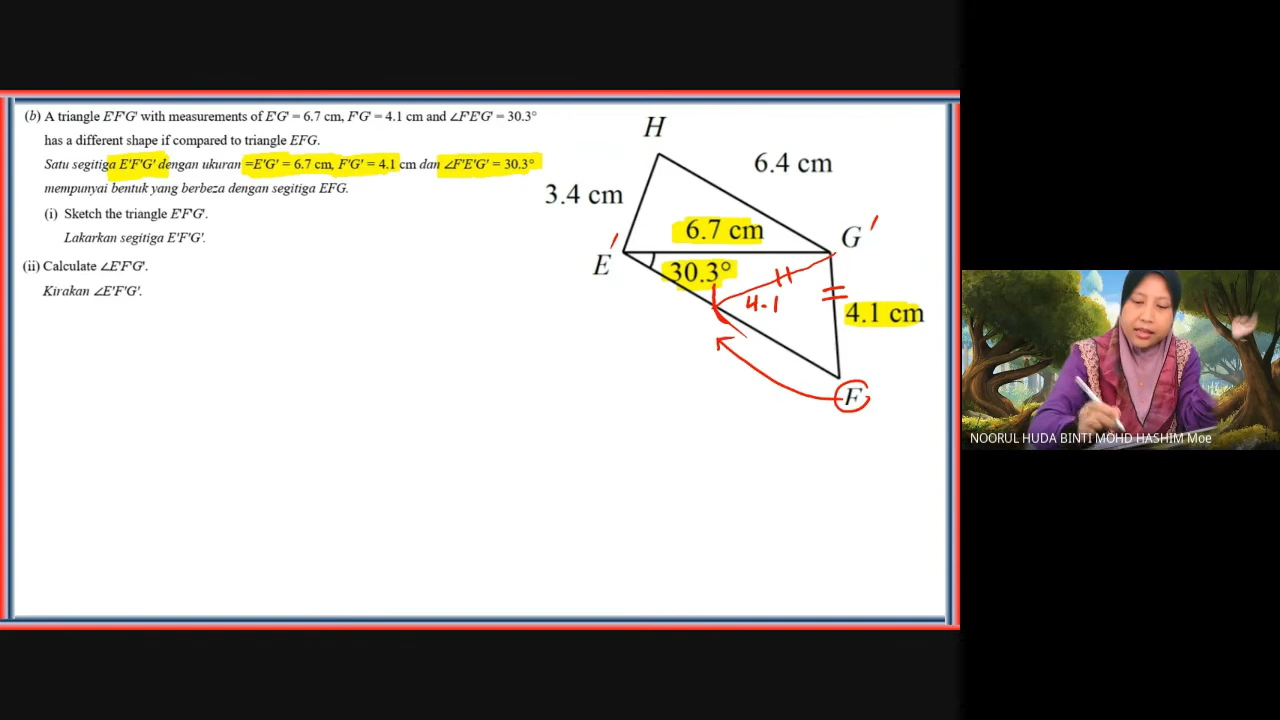 (b) A triangle E'F'G' with measurements of E'G' = 6.7 cm, F'G' = 4.1 cm and ∠F'E'G' = 30.3°
has a different shape if compared to triangle EFG.
Satu segitiga E'F'G' dengan ukuran =E'G' = 6.7 cm, F'G' = 4.1 cm dan ∠F'E'G' = 30.3°
mempunyai bentuk yang berbeza dengan segitiga EFG.
(i) Sketch the triangle E'F'G'.
Lakarkan segitiga E'F'G'.
(ii) Calculate ∠E'F'G'.
Kirakan ∠E'F'G'.
H
6.4 cm
3.4 cm
6.7 cm
G'
E'
30.3°
4.1
4.1 cm
F
NOORUL HUDA BINTI MOHD HASHIM Moe